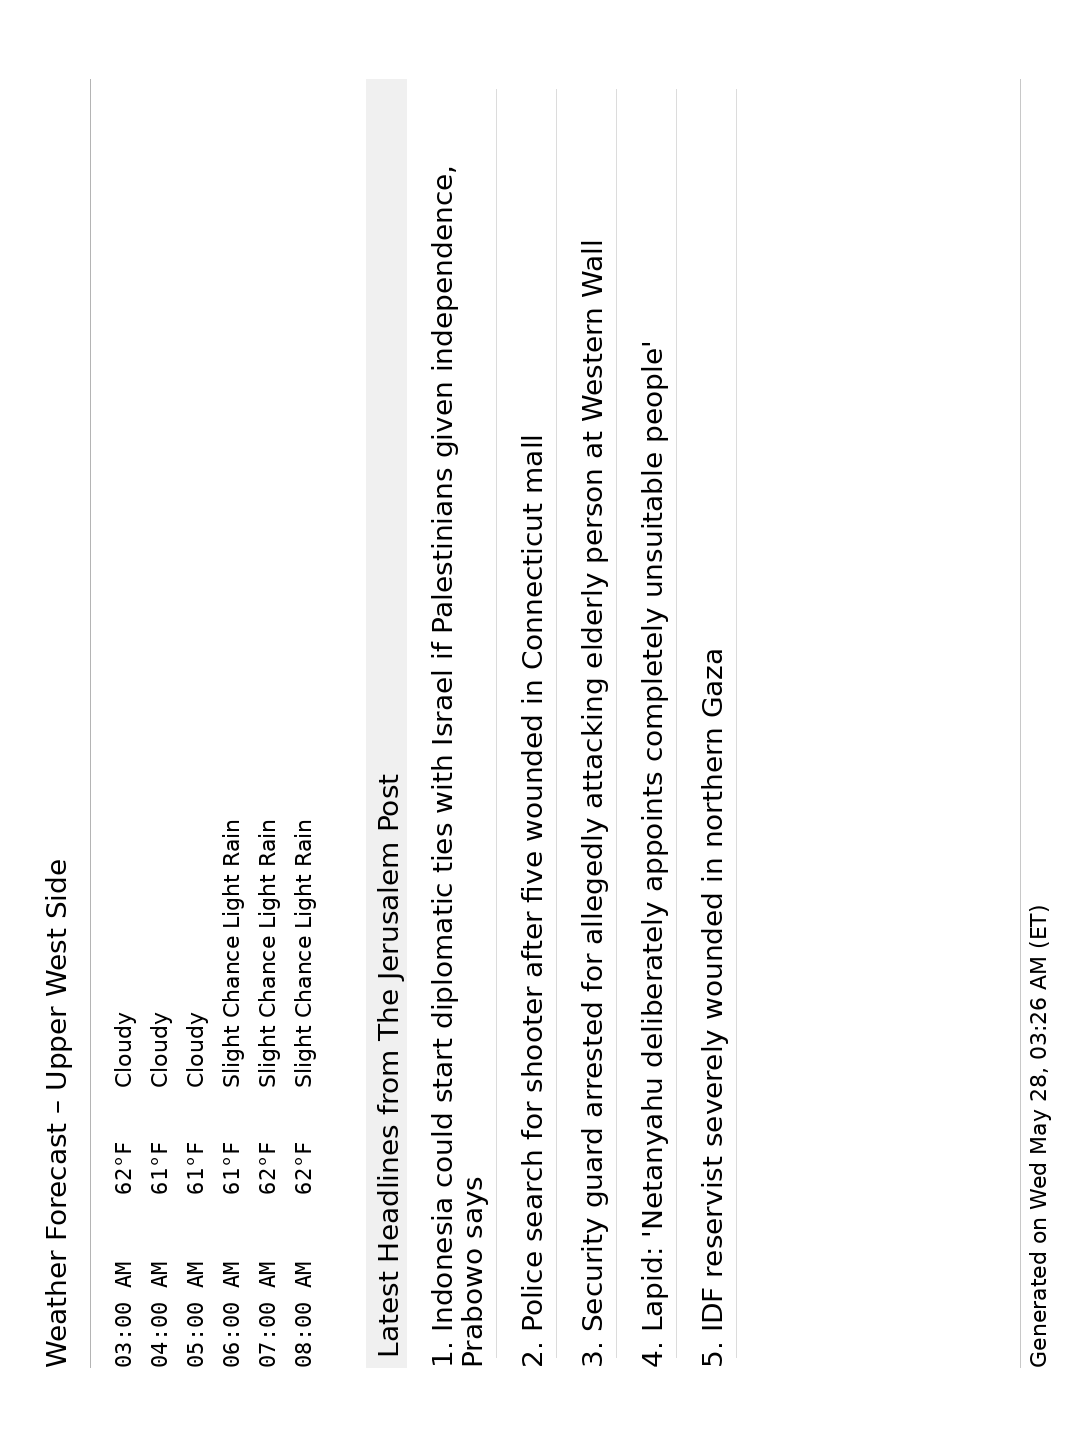 Weather Forecast – Upper West Side
03:00 AM 62°F Cloudy
04:00 AM 61°F Cloudy
05:00 AM 61°F Cloudy
06:00 AM 61°F Slight Chance Light Rain
07:00 AM 62°F Slight Chance Light Rain
08:00 AM 62°F Slight Chance Light Rain
Latest Headlines from The Jerusalem Post
1. Indonesia could start diplomatic ties with Israel if Palestinians given independence,
Prabowo says
2. Police search for shooter after five wounded in Connecticut mall
3. Security guard arrested for allegedly attacking elderly person at Western Wall
4. Lapid: 'Netanyahu deliberately appoints completely unsuitable people'
5. IDF reservist severely wounded in northern Gaza
Generated on Wed May 28, 03:26 AM (ET)